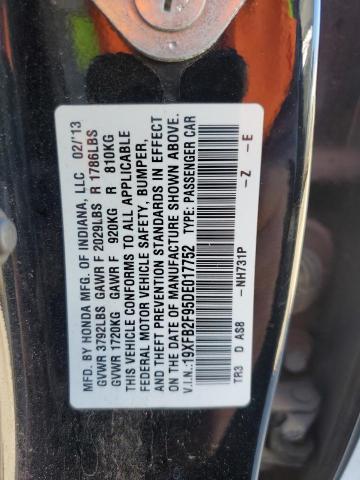 MFD. BY HONDA MFG. OF INDIANA, LLC 02/'13
GVWR 3792LBS GAWR F 2029LBS R 1786LBS
GVWR 1720KG GAWR F 920KG R 810KG
THIS VEHICLE CONFORMS TO ALL APPLICABLE
FEDERAL MOTOR VEHICLE SAFETY, BUMPER,
AND THEFT PREVENTION STANDARDS IN EFFECT
ON THE DATE OF MANUFACTURE SHOWN ABOVE.
V.I.N.:19XFB2F95DE017752 TYPE: PASSENGER CAR
-NH731P -Z -E
TR3 D AS8